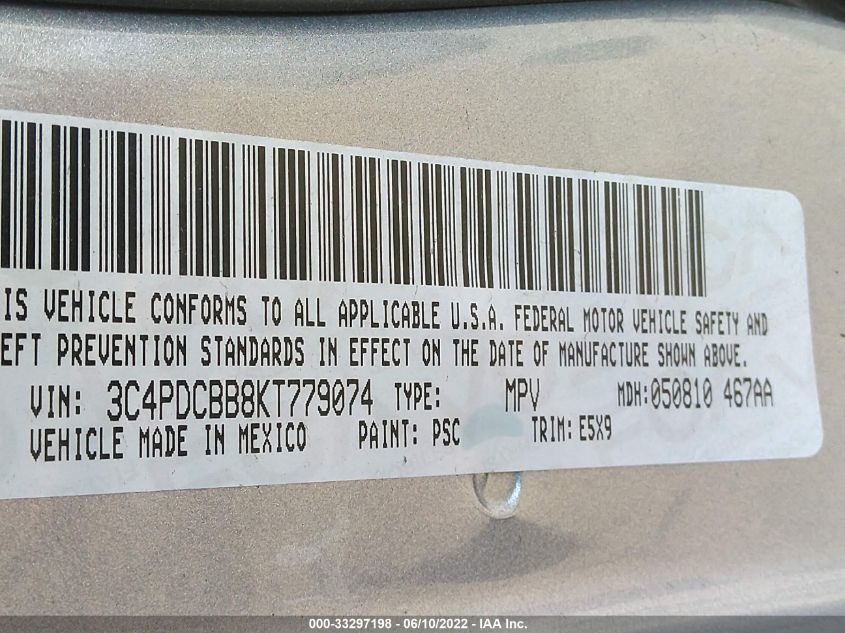 IS VEHICLE CONFORMS TO ALL APPLICABLE U.S.A. FEDERAL MOTOR VEHICLE SAFETY AND
EFT PREVENTION STANDARDS IN EFFECT ON THE DATE OF MANUFACTURE SHOWN ABOVE.
VIN: 3C4PDCBB8KT779074 TYPE: MPV MDH: 050810 467AA
VEHICLE MADE IN MEXICO PAINT: PSC TRIM: E5X9
000-33297198 - 06/10/2022 - IAA Inc.